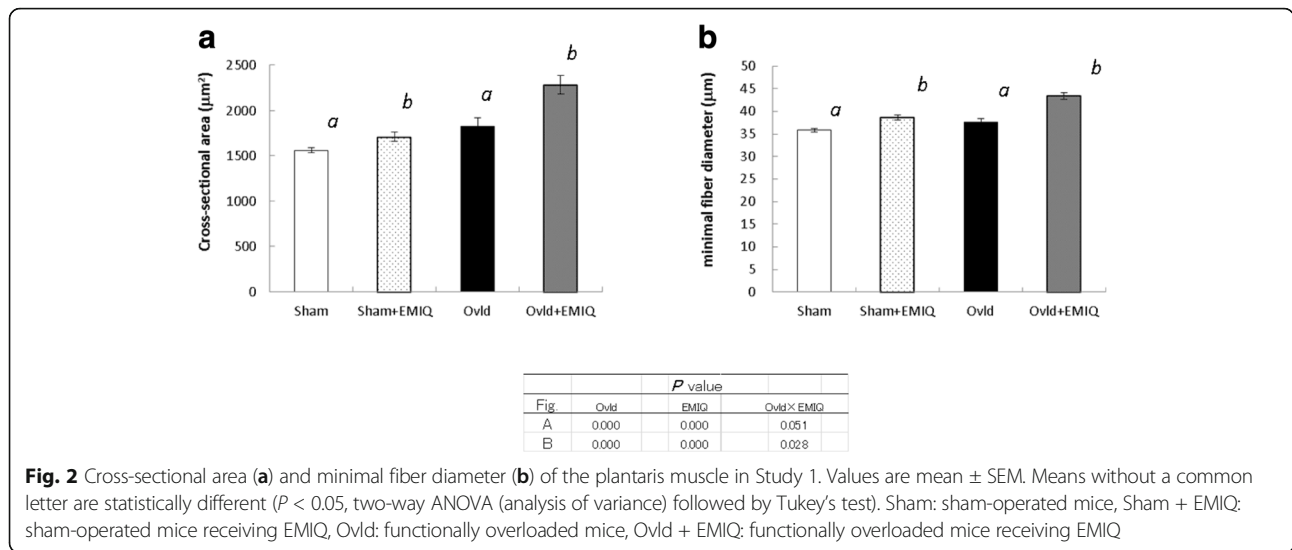 a
b
Cross-sectional area (μm²)
2500
2000
1500
1000
500
0
a
b
a
b
Sham
Sham+EMIQ
Ovld
Ovld+EMIQ
minimal fiber diameter (μm)
50
45
40
35
30
25
20
15
10
5
0
a
b
a
b
Sham
Sham+EMIQ
Ovld
Ovld+EMIQ
P value
Fig. Ovld EMIQ Ovld×EMIQ
A 0.000 0.000 0.051
B 0.000 0.000 0.028
Fig. 2 Cross-sectional area (a) and minimal fiber diameter (b) of the plantaris muscle in Study 1. Values are mean ± SEM. Means without a common
letter are statistically different (P < 0.05, two-way ANOVA (analysis of variance) followed by Tukey's test). Sham: sham-operated mice, Sham + EMIQ:
sham-operated mice receiving EMIQ, Ovld: functionally overloaded mice, Ovld + EMIQ: functionally overloaded mice receiving EMIQ